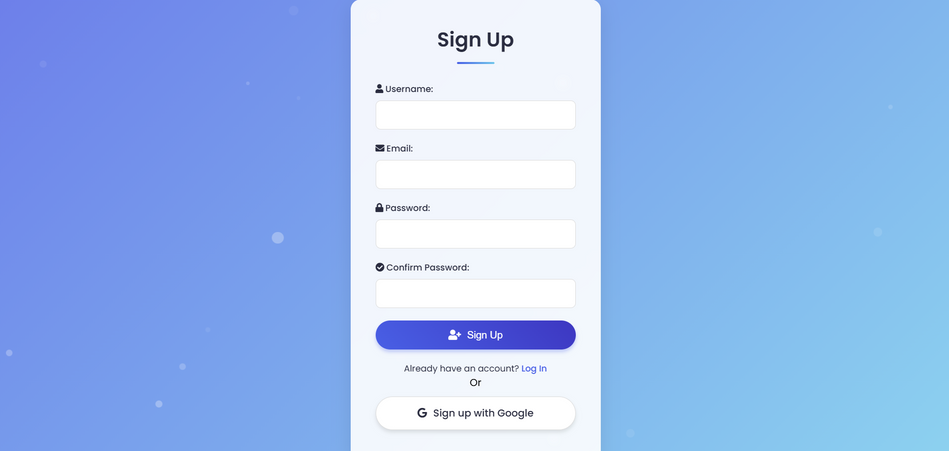 Sign Up
Username:
Email:
Password:
Confirm Password:
Sign Up
Already have an account? Log In
Or
Sign up with Google